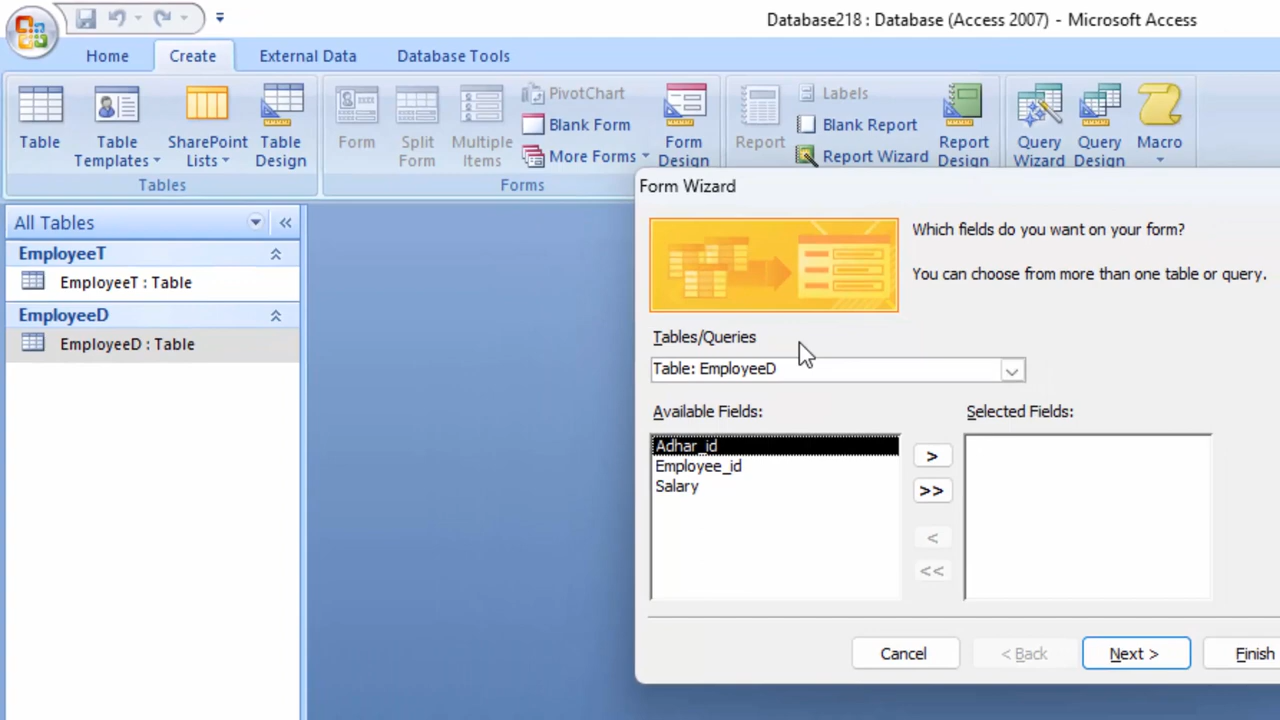 Database218 : Database (Access 2007) - Microsoft Access
Home Create External Data Database Tools
Table
Table Templates
SharePoint Lists
Table Design
Tables
Form
Split Form
Multiple Items
PivotChart
Blank Form
More Forms
Form Design
Forms
Report
Labels
Blank Report
Report Wizard
Report Design
Query Wizard
Query Design
Macro
All Tables
EmployeeT
EmployeeT : Table
EmployeeD
EmployeeD : Table
Form Wizard
Which fields do you want on your form?
You can choose from more than one table or query.
Tables/Queries
Table: EmployeeD
Available Fields: Selected Fields:
Adhar_id
Employee_id
Salary
>
>>
<
<<
Cancel < Back Next > Finish